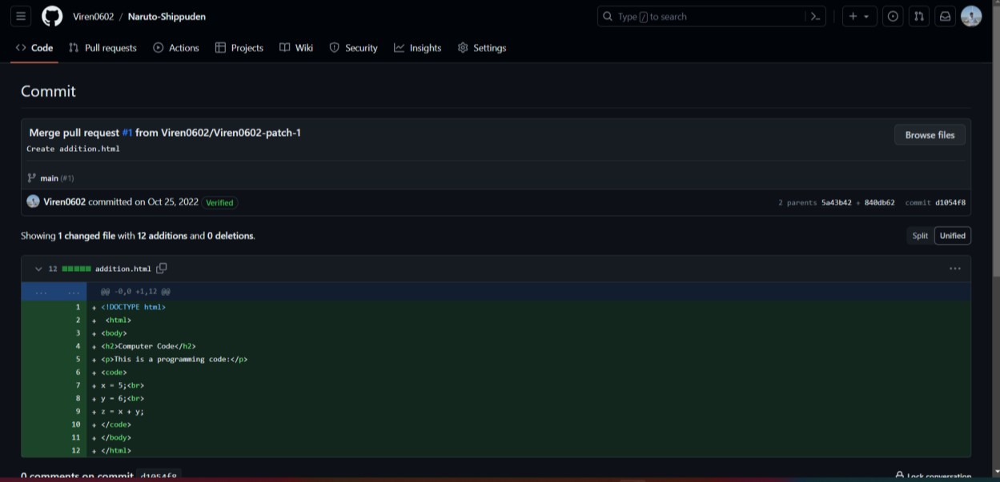 Viren0602 / Naruto-Shippuden
Type / to search
Code Pull requests Actions Projects Wiki Security Insights Settings
Commit
Merge pull request #1 from Viren0602/Viren0602-patch-1
Browse files
Create addition.html
main (#1)
Viren0602 committed on Oct 25, 2022 Verified
2 parents 5a43b42 + 840db62 commit d1054f8
Showing 1 changed file with 12 additions and 0 deletions.
Split Unified
12 addition.html
... ... @@ -0,0 +1,12 @@
1 + <!DOCTYPE html>
2 + <html>
3 + <body>
4 + <h2>Computer Code</h2>
5 + <p>This is a programming code:</p>
6 + <code>
7 + x = 5;<br>
8 + y = 6;<br>
9 + z = x + y;
10 + </code>
11 + </body>
12 + </html>
0 comments on commit d1054f8
Lock conversation